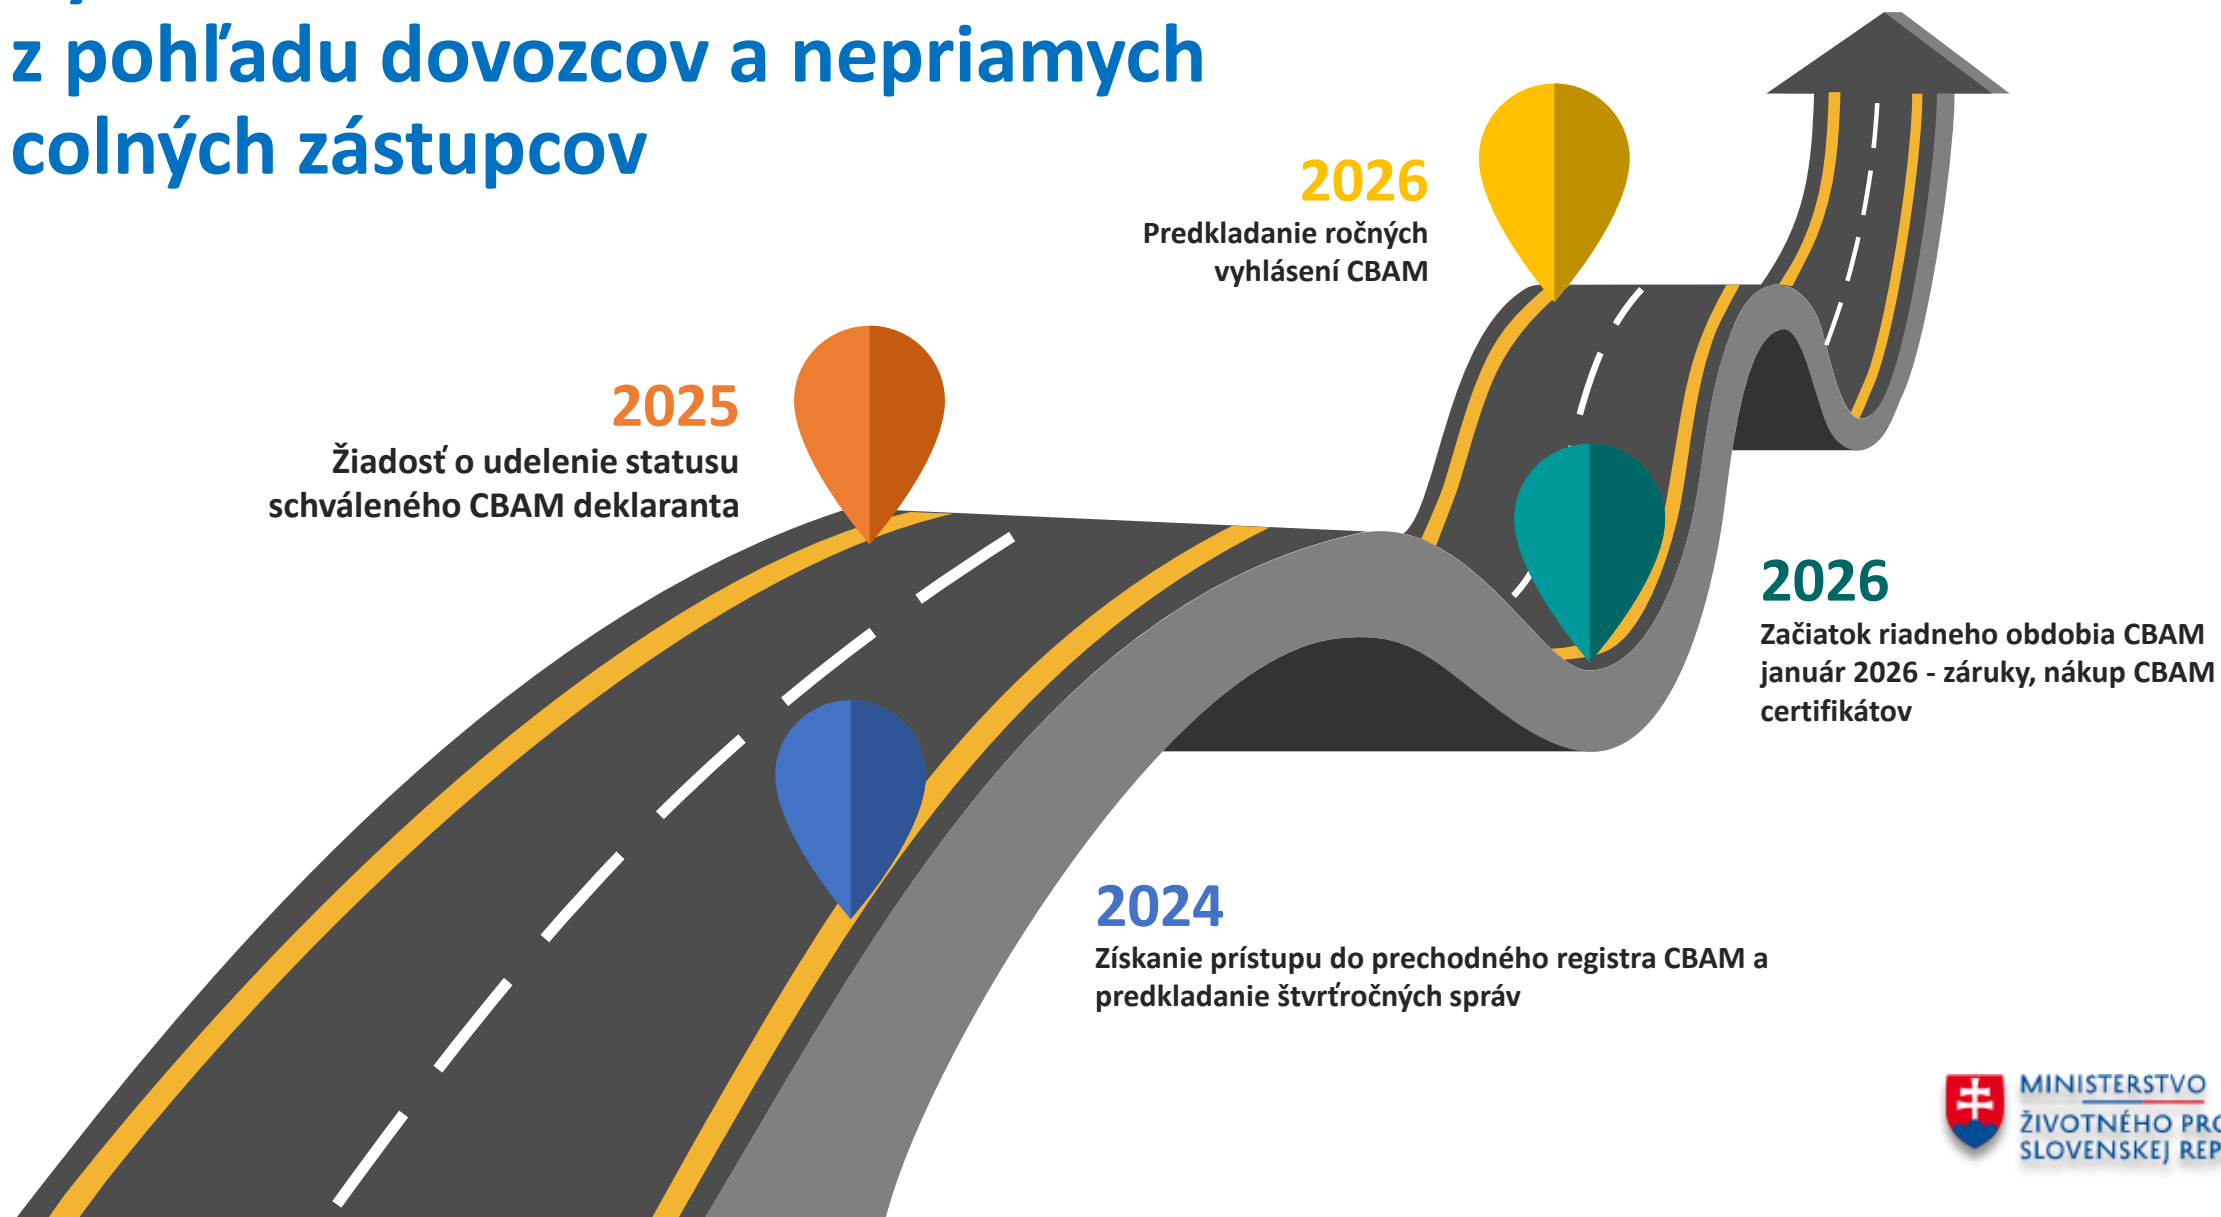 z pohľadu dovozcov a nepriamych
colných zástupcov
2026
Predkladanie ročných
vyhlásení CBAM
2025
Žiadosť o udelenie statusu
schváleného CBAM deklaranta
2026
Začiatok riadneho obdobia CBAM
január 2026 - záruky, nákup CBAM
certifikátov
2024
Získanie prístupu do prechodného registra CBAM a
predkladanie štvrťročných správ
MINISTERSTVO
ŽIVOTNÉHO
SLOVENSKEJ